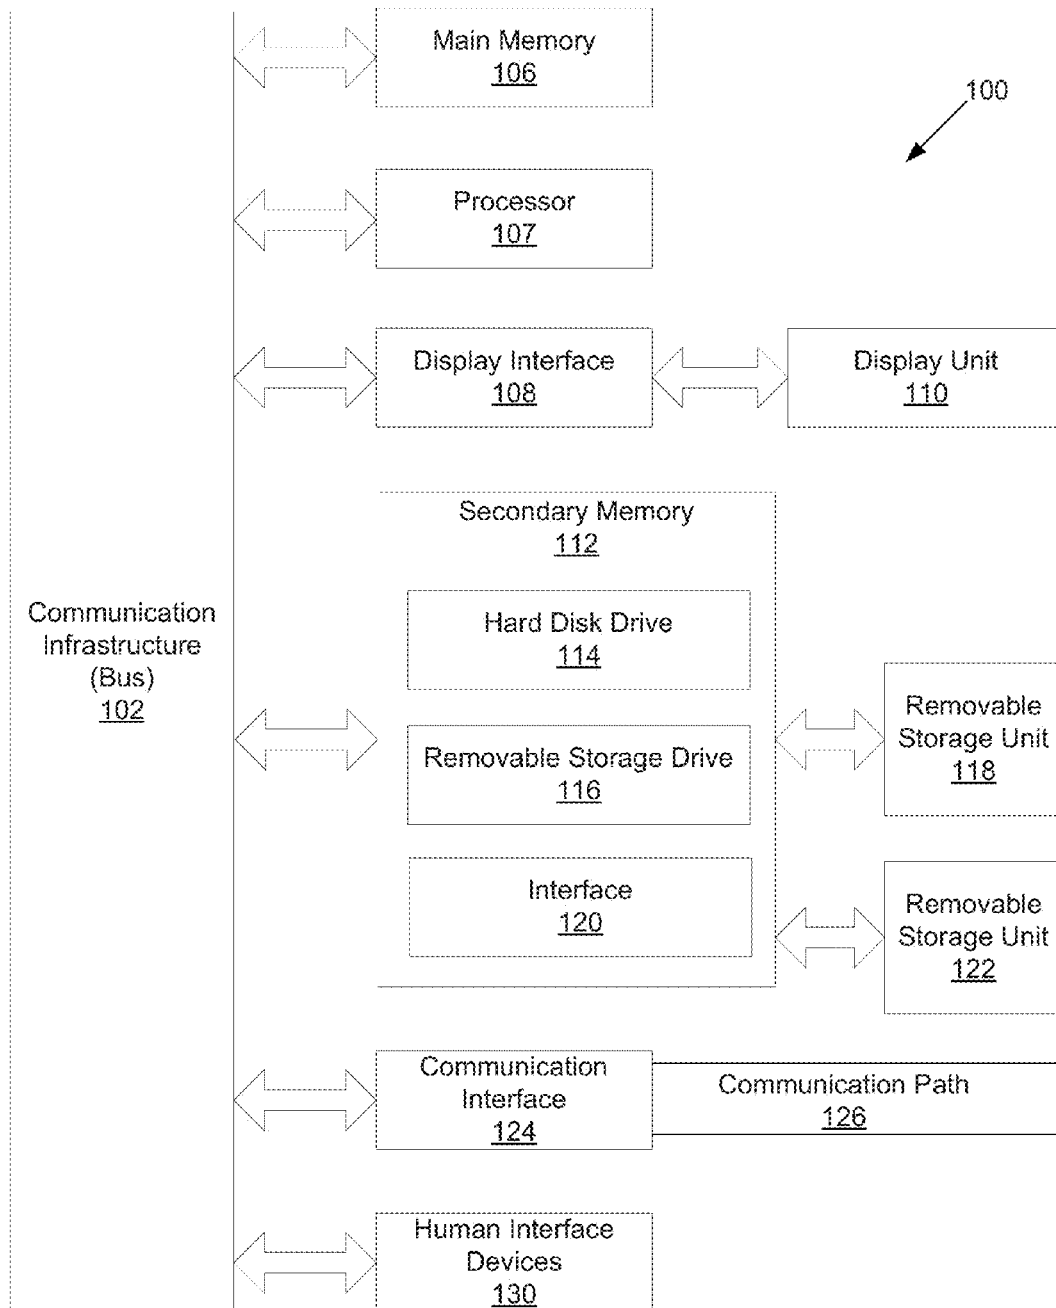 Main Memory
106
100
Processor
107
Display Interface
108
Display Unit
110
Secondary Memory
112
Hard Disk Drive
114
Communication
Infrastructure
(Bus)
102
Removable Storage Drive
116
Removable
Storage Unit
118
Interface
120
Removable
Storage Unit
122
Communication
Interface
124
Communication Path
126
Human Interface
Devices
130